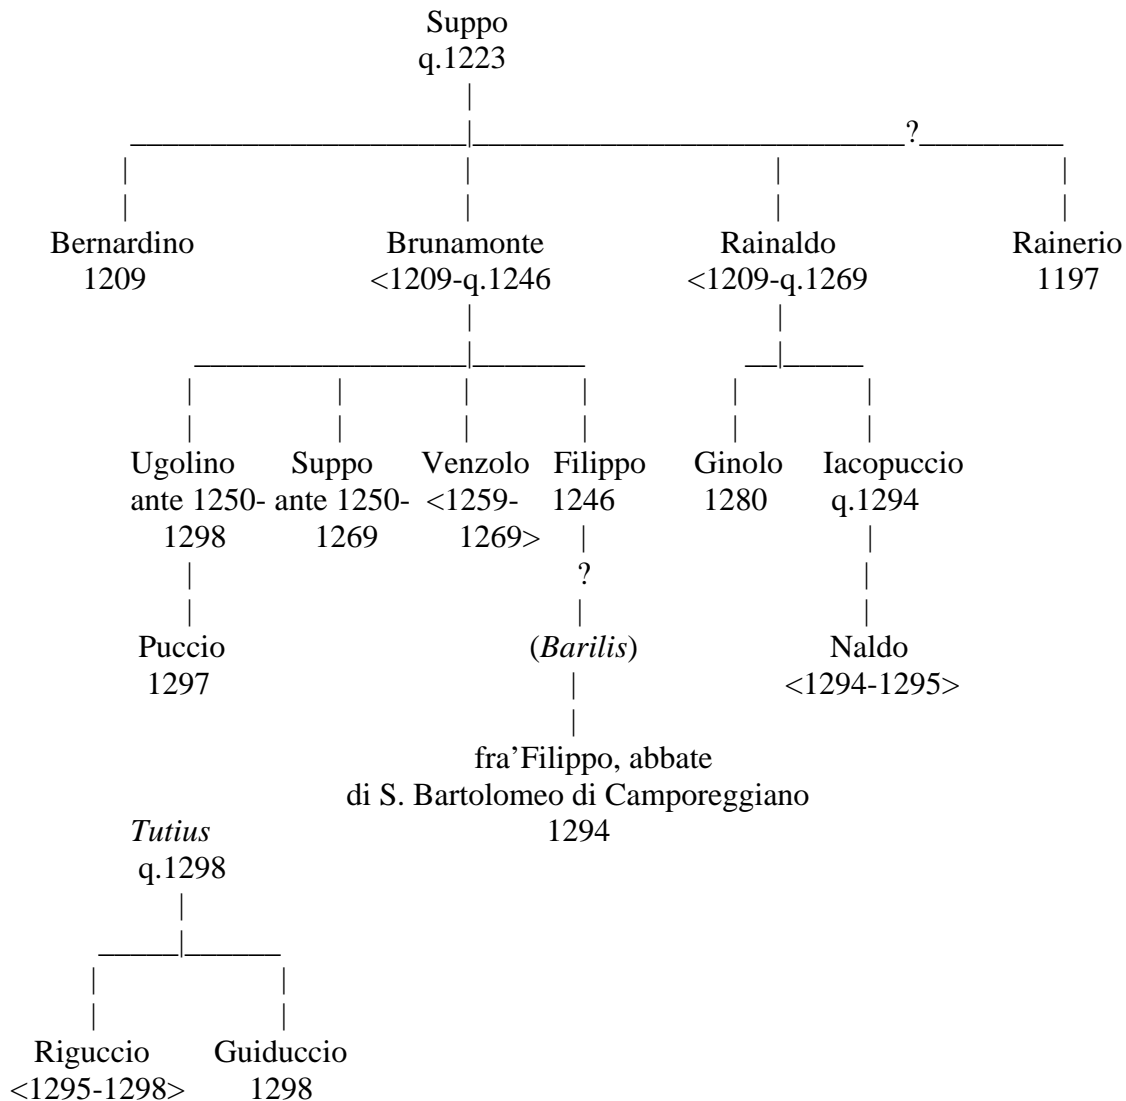 Suppo
q.1223
?
Bernardino Brunamonte Rainaldo Rainerio
1209 <1209-q.1246 <1209-q.1269 1197
Ugolino Suppo Venzolo Filippo Ginolo Iacopuccio
ante 1250- ante 1250- <1259- 1246 1280 q.1294
1298 1269 1269>
?
Puccio (Barilis) Naldo
1297 <1294-1295>
fra’Filippo, abbate
di S. Bartolomeo di Camporeggiano
Tutius 1294
q.1298
Riguccio Guiduccio
<1295-1298> 1298